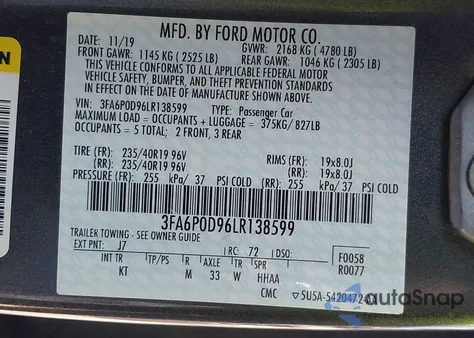 MFD. BY FORD MOTOR CO.
DATE: 11/19 GVWR: 2168 KG ( 4780 LB)
FRONT GAWR: 1145 KG ( 2525 LB) REAR GAWR: 1046 KG ( 2305 LB)
THIS VEHICLE CONFORMS TO ALL APPLICABLE FEDERAL MOTOR
VEHICLE SAFETY, BUMPER, AND THEFT PREVENTION STANDARDS
IN EFFECT ON THE DATE OF MANUFACTURE SHOWN ABOVE.
VIN: 3FA6P0D96LR138599 TYPE: Passenger Car
MAXIMUM LOAD = OCCUPANTS + LUGGAGE = 375KG/827LB
OCCUPANTS = 5 TOTAL; 2 FRONT, 3 REAR
TIRE (FR): 235/40R19 96V RIMS (FR): 19x8.0J
(RR): 235/40R19 96V (RR): 19x8.0J
PRESSURE (FR): 255 kPa/ 37 PSI COLD (RR): 255 kPa/ 37 PSI COLD
3FA6P0D96LR138599
TRAILER TOWING - SEE OWNER GUIDE
EXT PNT: J7 RC: 72 DSO: F0058
R0077
INT TR TP/PS R AXLE TR
KT M 33 W HHAA
CMC 5U5A-5420472
autoSnap